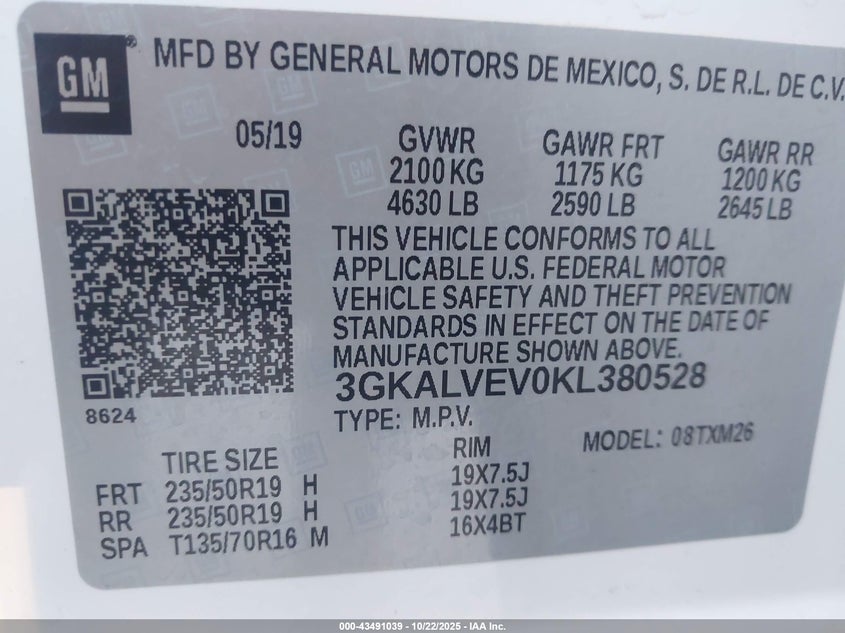 GM
MFD BY GENERAL MOTORS DE MEXICO, S. DE R.L. DE C.V.
05/19 GVWR GAWR FRT GAWR RR
2100 KG 1175 KG 1200 KG
4630 LB 2590 LB 2645 LB
THIS VEHICLE CONFORMS TO ALL
APPLICABLE U.S. FEDERAL MOTOR
VEHICLE SAFETY AND THEFT PREVENTION
STANDARDS IN EFFECT ON THE DATE OF
MANUFACTURE SHOWN ABOVE.
3GKALVEV0KL380528
8624
TYPE: M.P.V.
MODEL: 08TXM26
TIRE SIZE RIM
FRT 235/50R19 H 19X7.5J
RR 235/50R19 H 19X7.5J
SPA T135/70R16 M 16X4BT
000-43491039 - 10/22/2025 - IAA Inc.